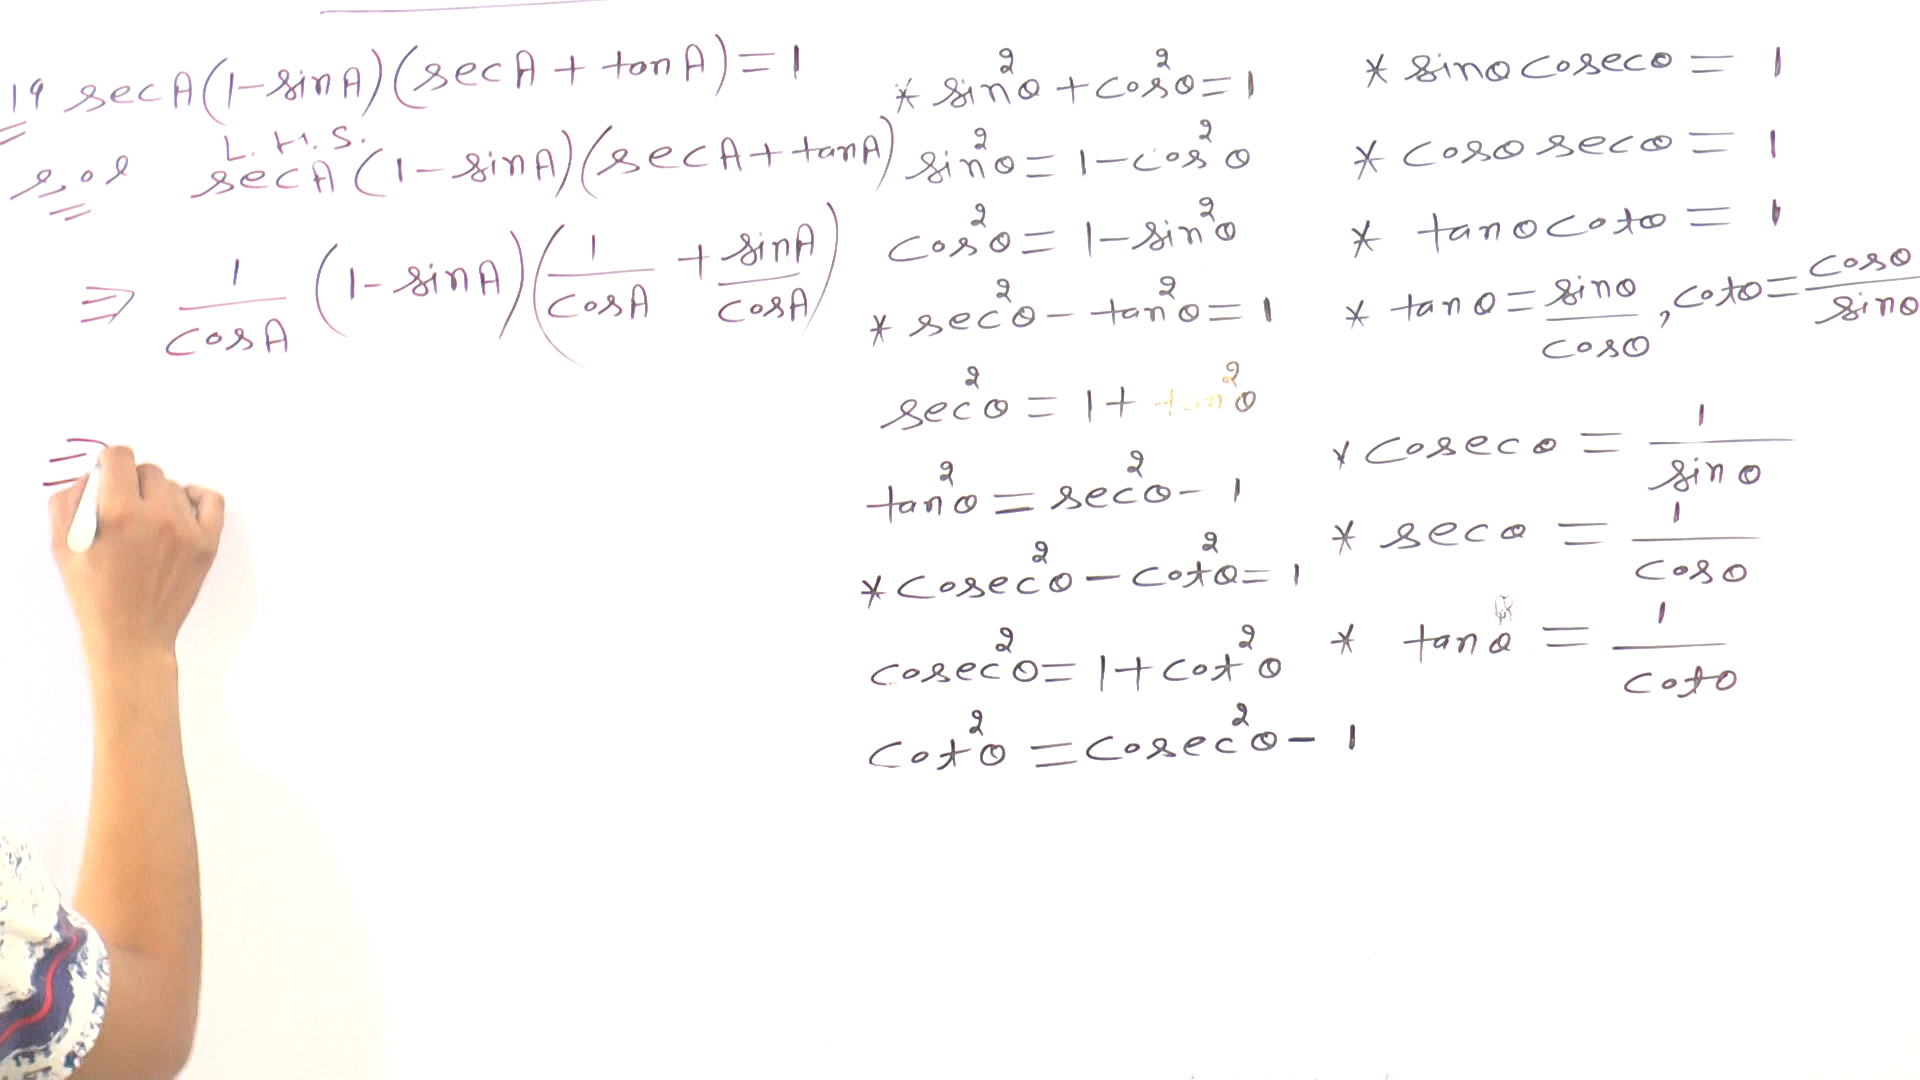 19 secA(1-sinA)(secA+tanA)=1
sol L.H.S.
secA(1-sinA)(secA+tanA)
⇒ 1/cosA (1-sinA)(1/cosA + sinA/cosA)
=
* sin²θ+cos²θ=1
sin²θ=1-cos²θ
cos²θ=1-sin²θ
* sec²θ-tan²θ=1
sec²θ=1+tan²θ
tan²θ=sec²θ-1
* cosec²θ-cot²θ=1
cosec²θ=1+cot²θ
cot²θ=cosec²θ-1
* sinθ cosecθ=1
* cosθ secθ=1
* tanθ cotθ=1
* tanθ=sinθ/cosθ, cotθ=cosθ/sinθ
* cosecθ=1/sinθ
* secθ=1/cosθ
* tanθ=1/cotθ